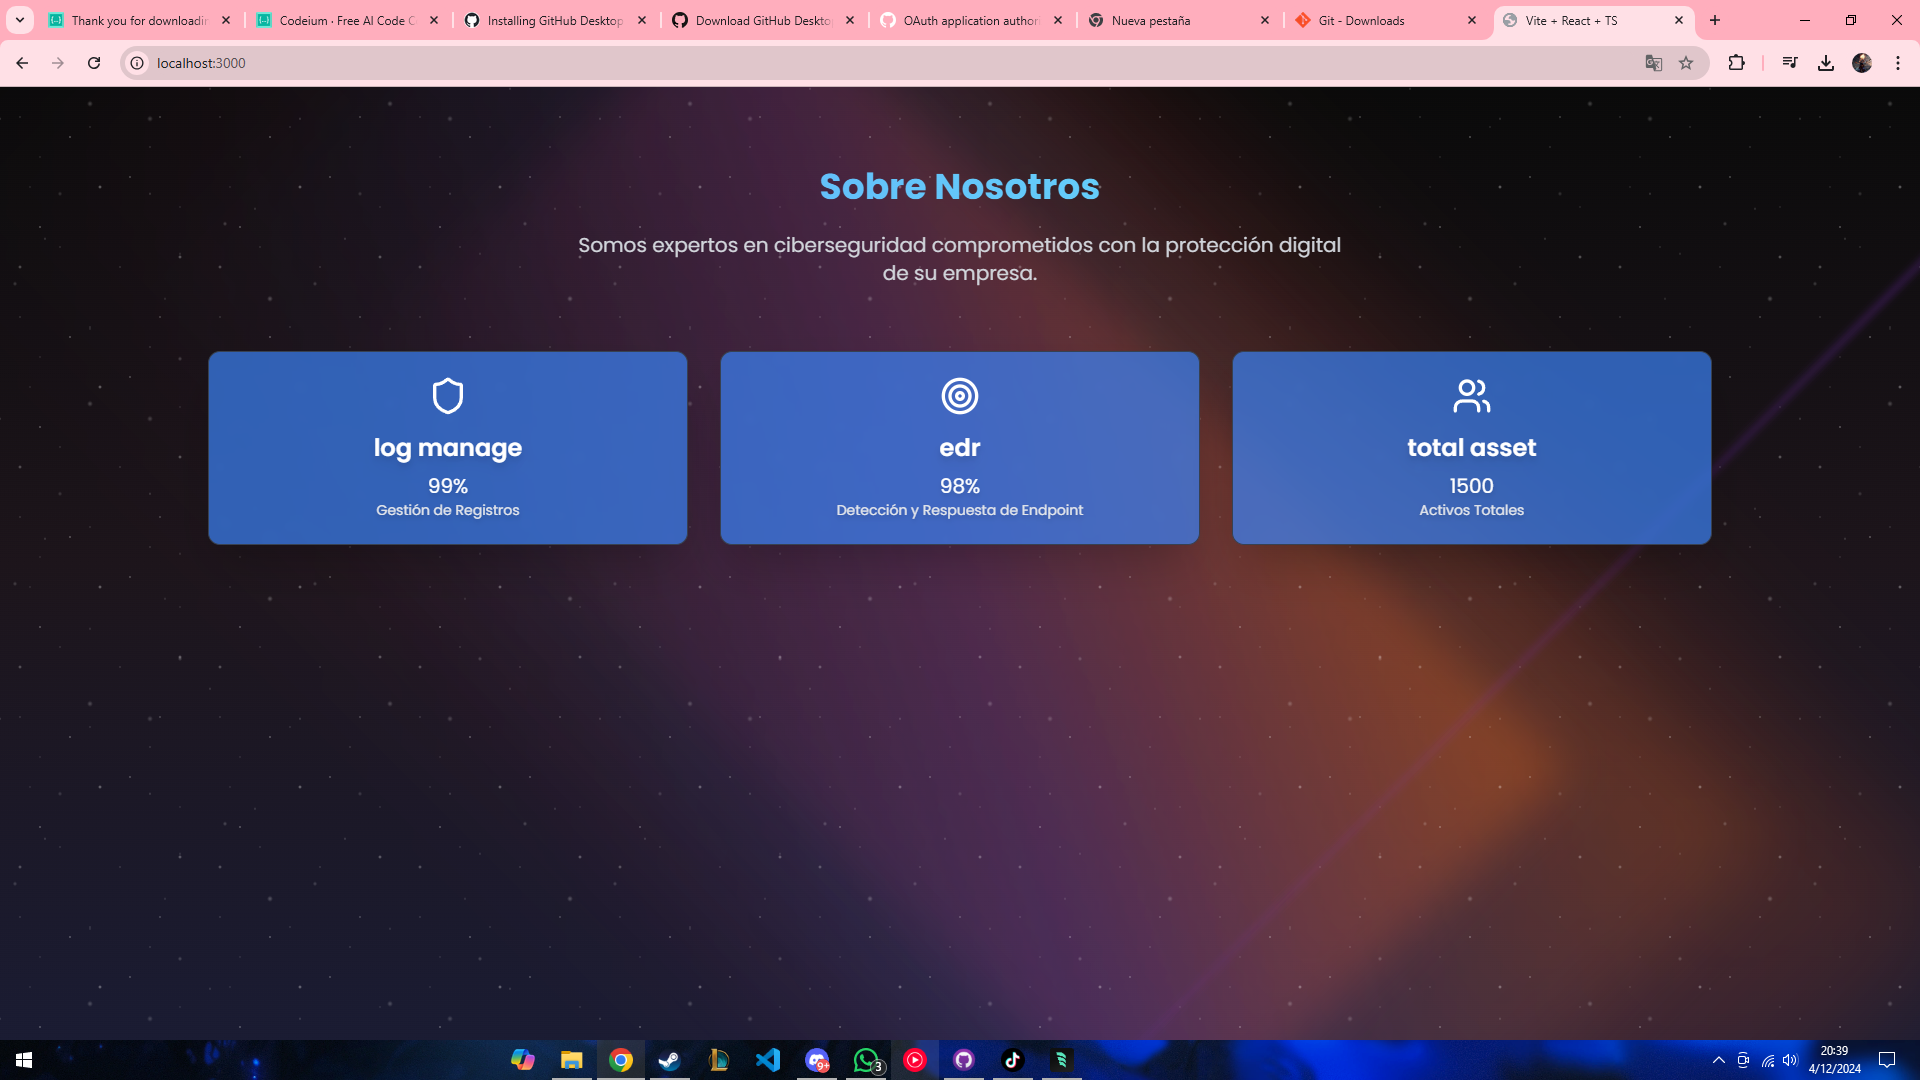 Thank you for downloadin
Codeium · Free AI Code C
Installing GitHub Desktop
Download GitHub Deskto
OAuth application authori
Nueva pestaña
Git - Downloads
Vite + React + TS
localhost:3000
Sobre Nosotros
Somos expertos en ciberseguridad comprometidos con la protección digital
de su empresa.
log manage
99%
Gestión de Registros
edr
98%
Detección y Respuesta de Endpoint
total asset
1500
Activos Totales
9+
3
20:39
4/12/2024